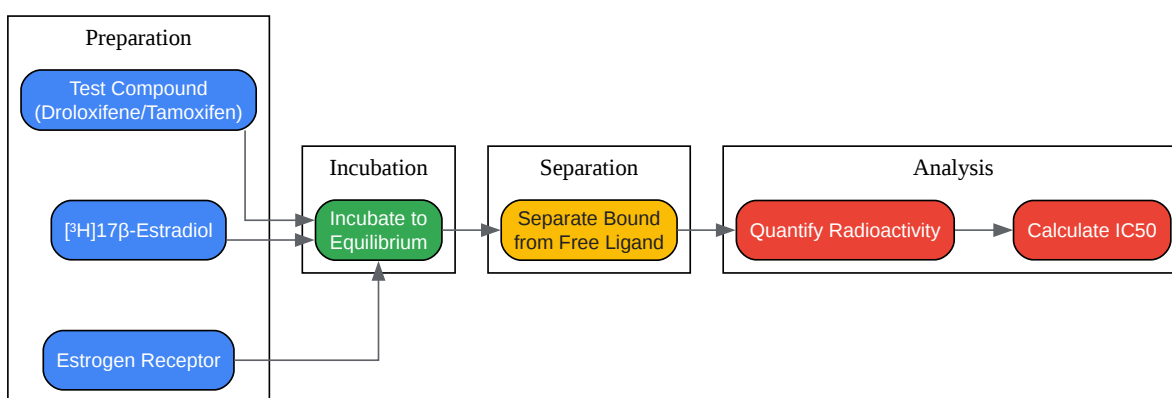 Preparation
Test Compound
(Droloxifene/Tamoxifen)
[³H]17β-Estradiol
Estrogen Receptor
Incubation
Incubate to
Equilibrium
Separation
Separate Bound
from Free Ligand
Analysis
Quantify Radioactivity
Calculate IC50